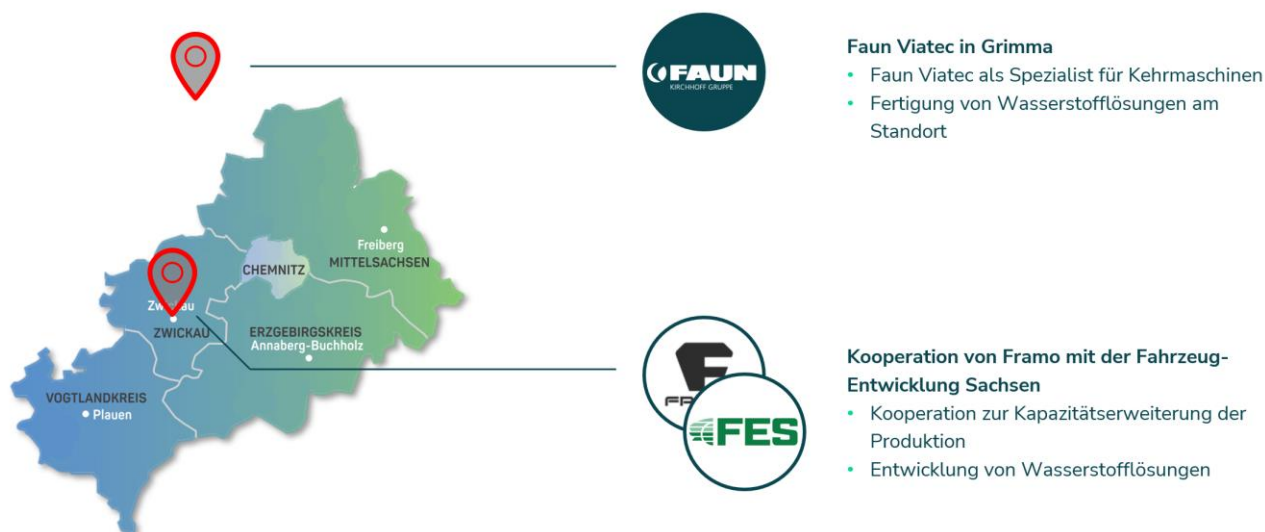 FAUN
KIRCHHOFF GRUPPE
Faun Viatec in Grimma
• Faun Viatec als Spezialist für Kehrmaschinen
• Fertigung von Wasserstofflösungen am
Standort
Freiberg
MITTELSACHSEN
CHEMNITZ
ZWICKAU
ERZGEBIRGSKREIS
Annaberg-Buchholz
VOGTLANDKREIS
Plauen
FES
Kooperation von Framo mit der Fahrzeug-
Entwicklung Sachsen
• Kooperation zur Kapazitätserweiterung der
Produktion
• Entwicklung von Wasserstofflösungen